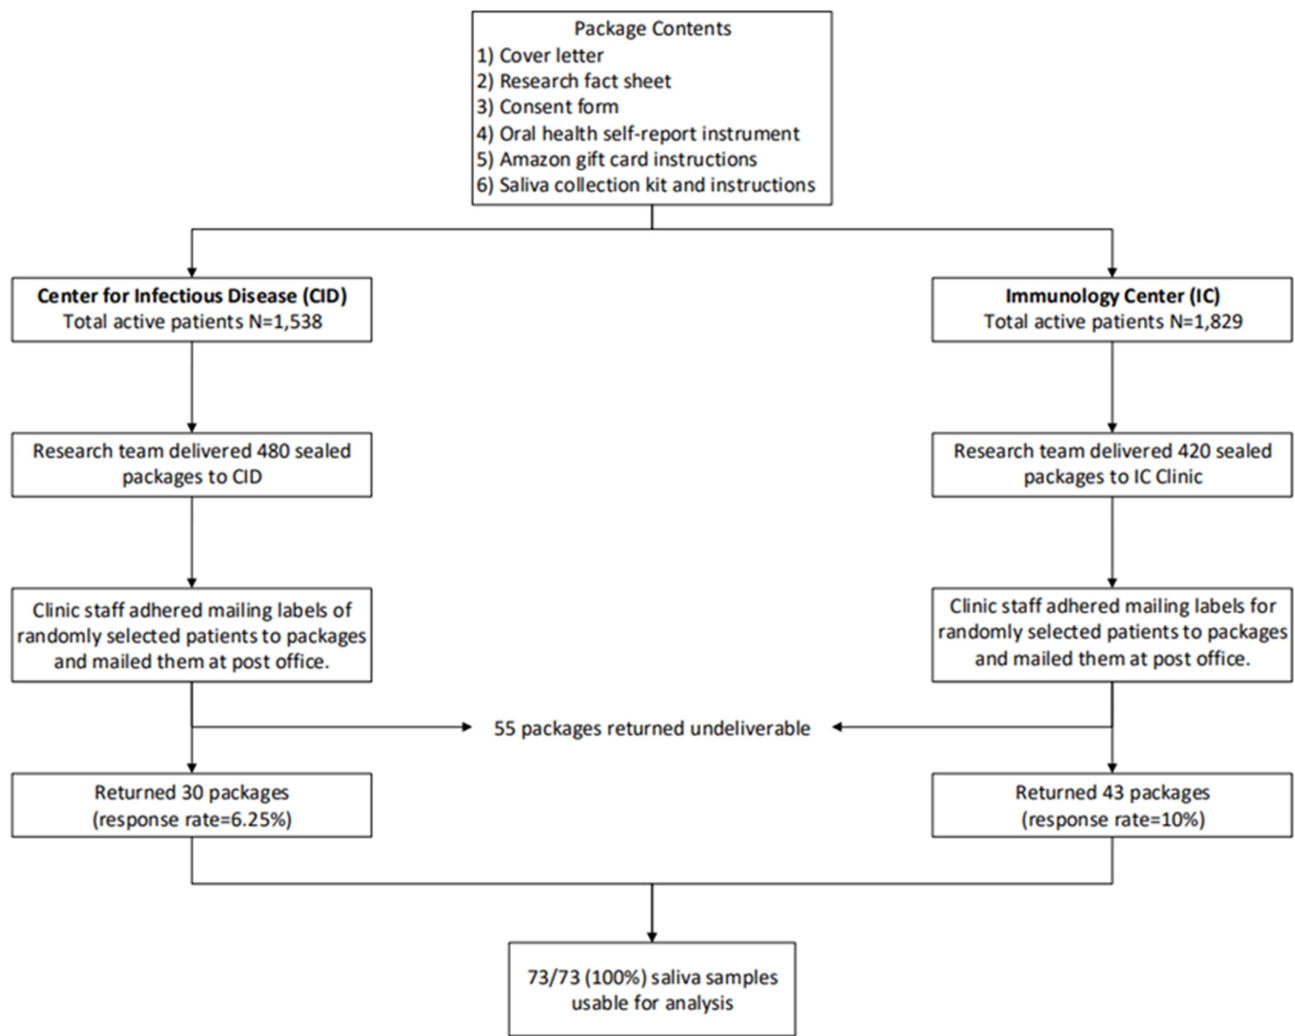 Package Contents
1) Cover letter
2) Research fact sheet
3) Consent form
4) Oral health self-report instrument
5) Amazon gift card instructions
6) Saliva collection kit and instructions
Center for Infectious Disease (CID)
Total active patients N=1,538
Immunology Center (IC)
Total active patients N=1,829
Research team delivered 480 sealed
packages to CID
Research team delivered 420 sealed
packages to IC Clinic
Clinic staff adhered mailing labels of
randomly selected patients to packages
and mailed them at post office.
Clinic staff adhered mailing labels for
randomly selected patients to packages
and mailed them at post office.
55 packages returned undeliverable
Returned 30 packages
(response rate=6.25%)
Returned 43 packages
(response rate=10%)
73/73 (100%) saliva samples
usable for analysis